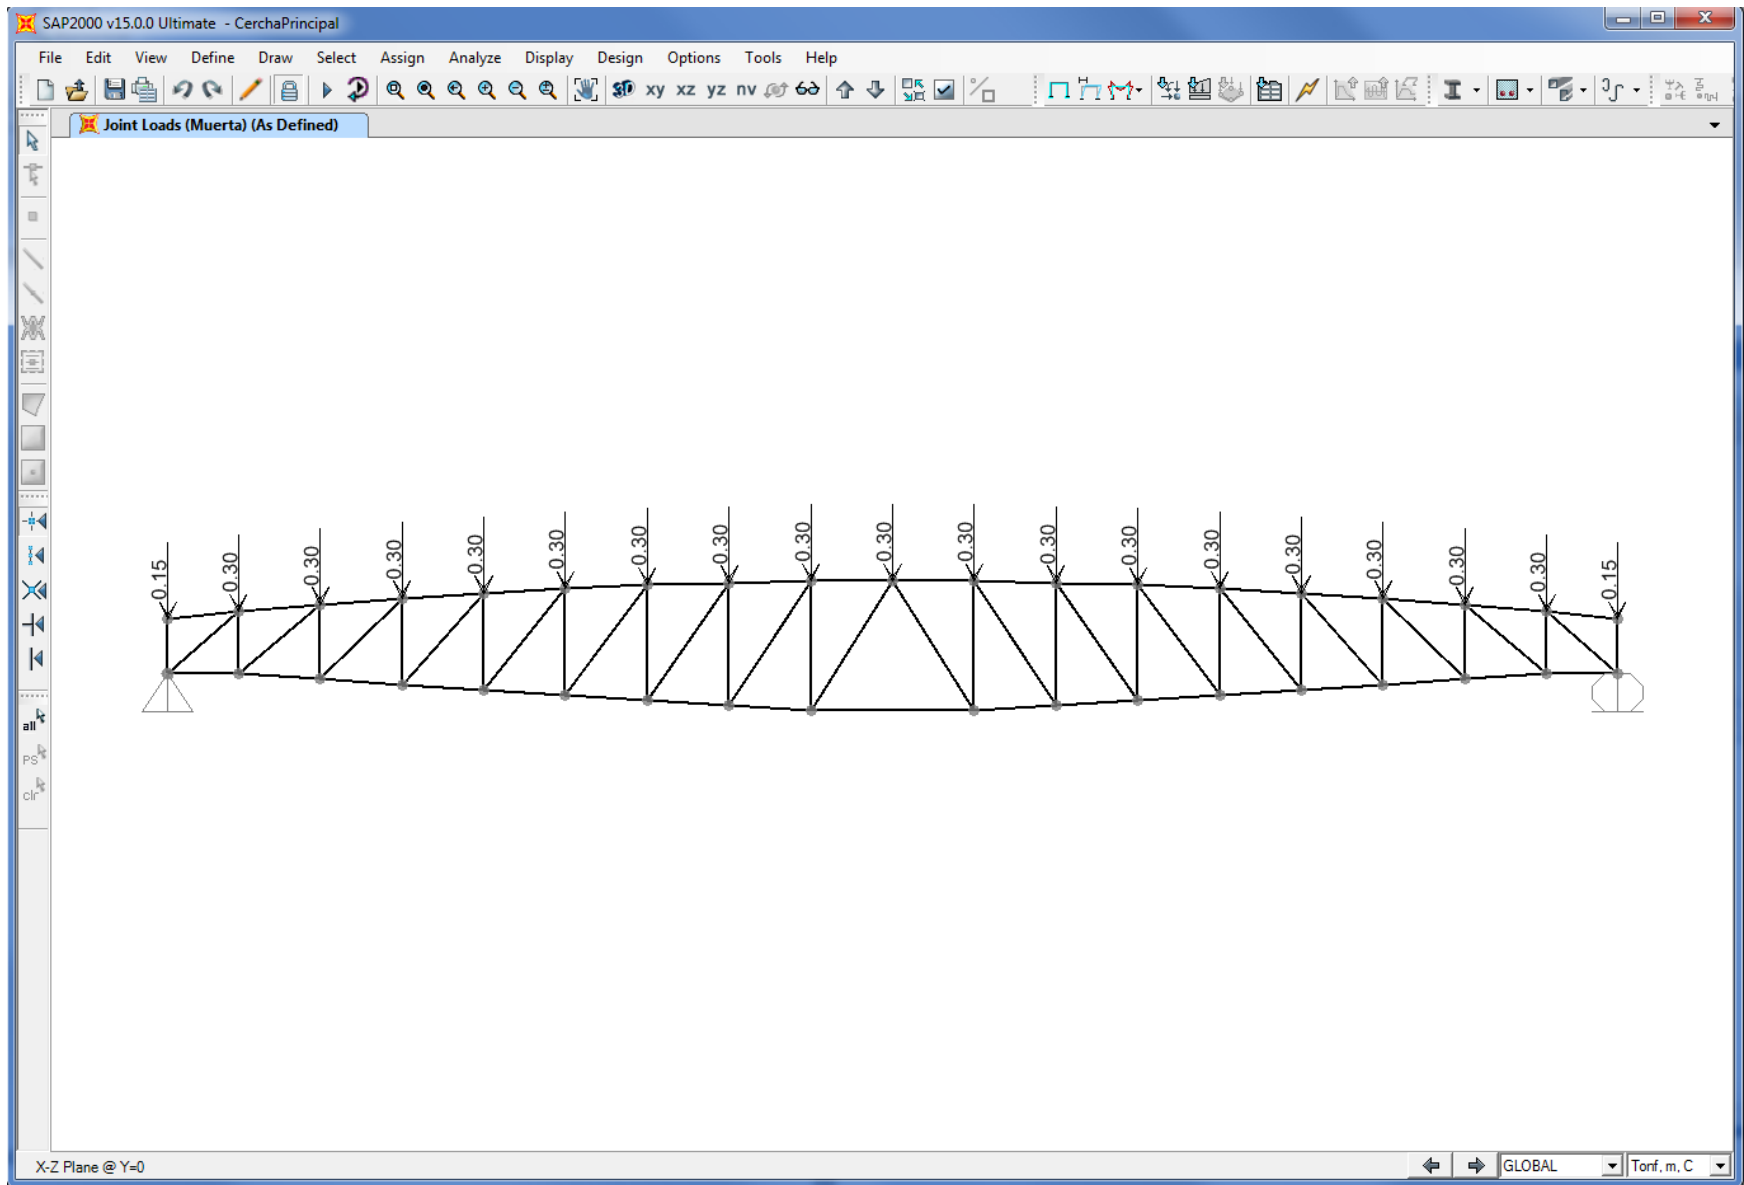 SAP2000 v15.0.0 Ultimate - CerchaPrincipal
File Edit View Define Draw Select Assign Analyze Display Design Options Tools Help
3D xy xz yz nv
Joint Loads (Muerta) (As Defined)
0.15 0.30 0.30 0.30 0.30 0.30 0.30 0.30 0.30 0.30 0.30 0.30 0.30 0.30 0.30 0.30 0.30 0.30 0.15
all
PS
clr
X-Z Plane @ Y=0
GLOBAL
Tonf, m, C